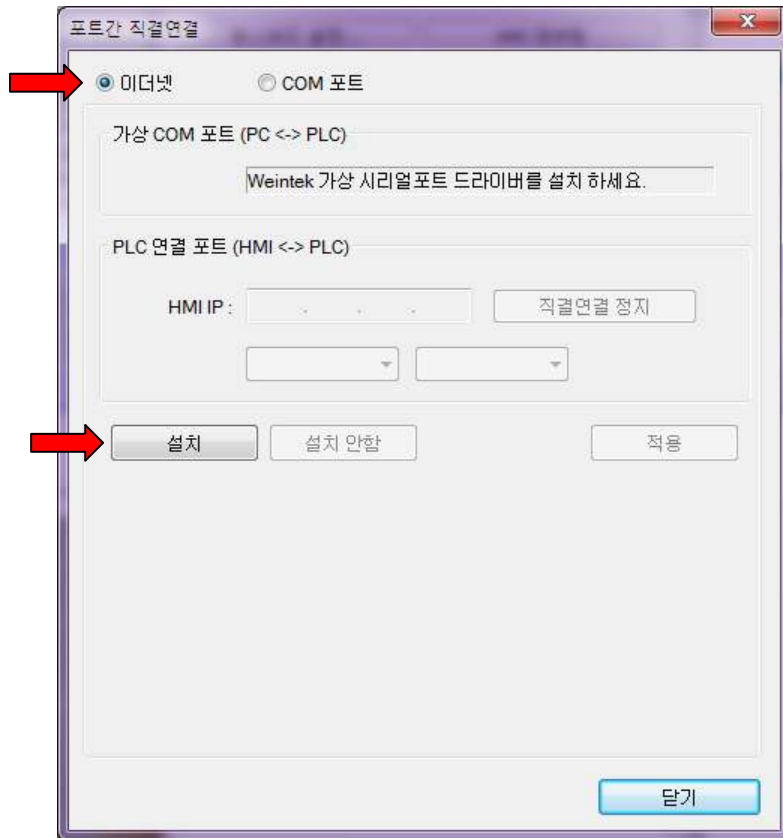 포트간 직결연결
이더넷 COM 포트
가상 COM 포트 (PC <-> PLC)
Weintek 가상 시리얼포트 드라이버를 설치 하세요.
PLC 연결 포트 (HMI <-> PLC)
HMI IP : . . . 직결연결 정지
설치 설치 안함 적용
닫기